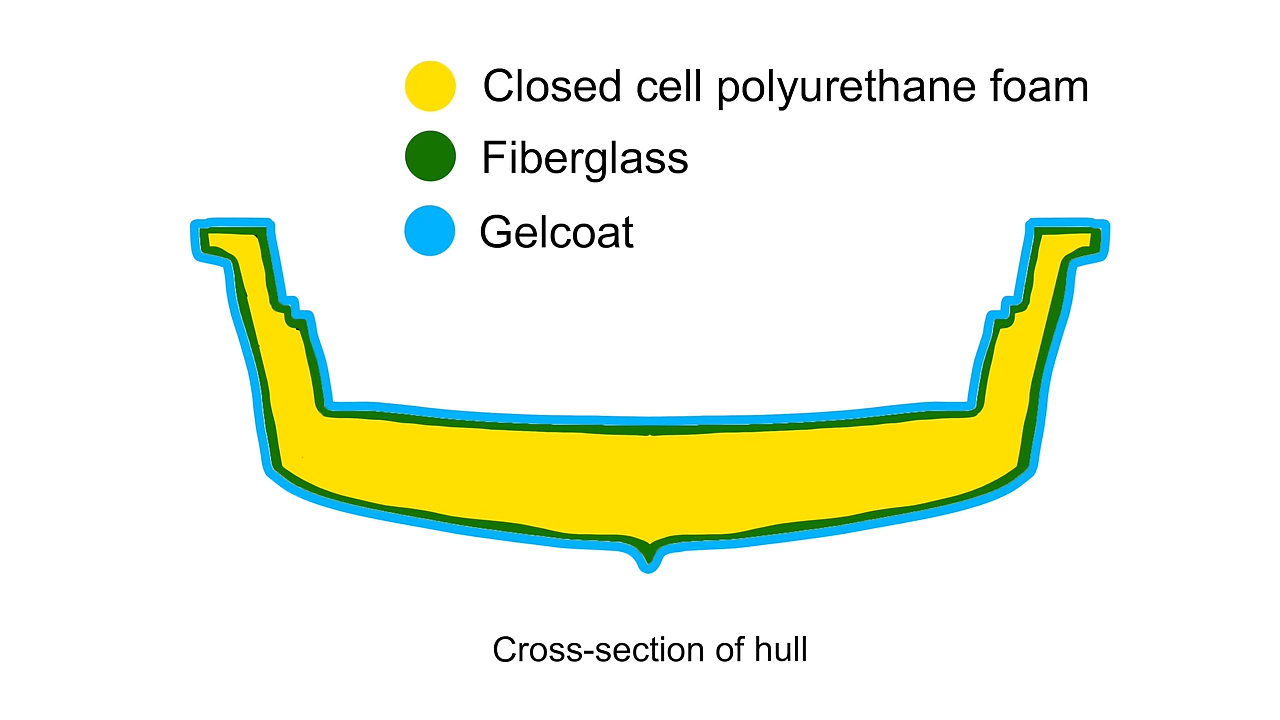 Closed cell polyurethane foam
Fiberglass
Gelcoat
Cross-section of hull